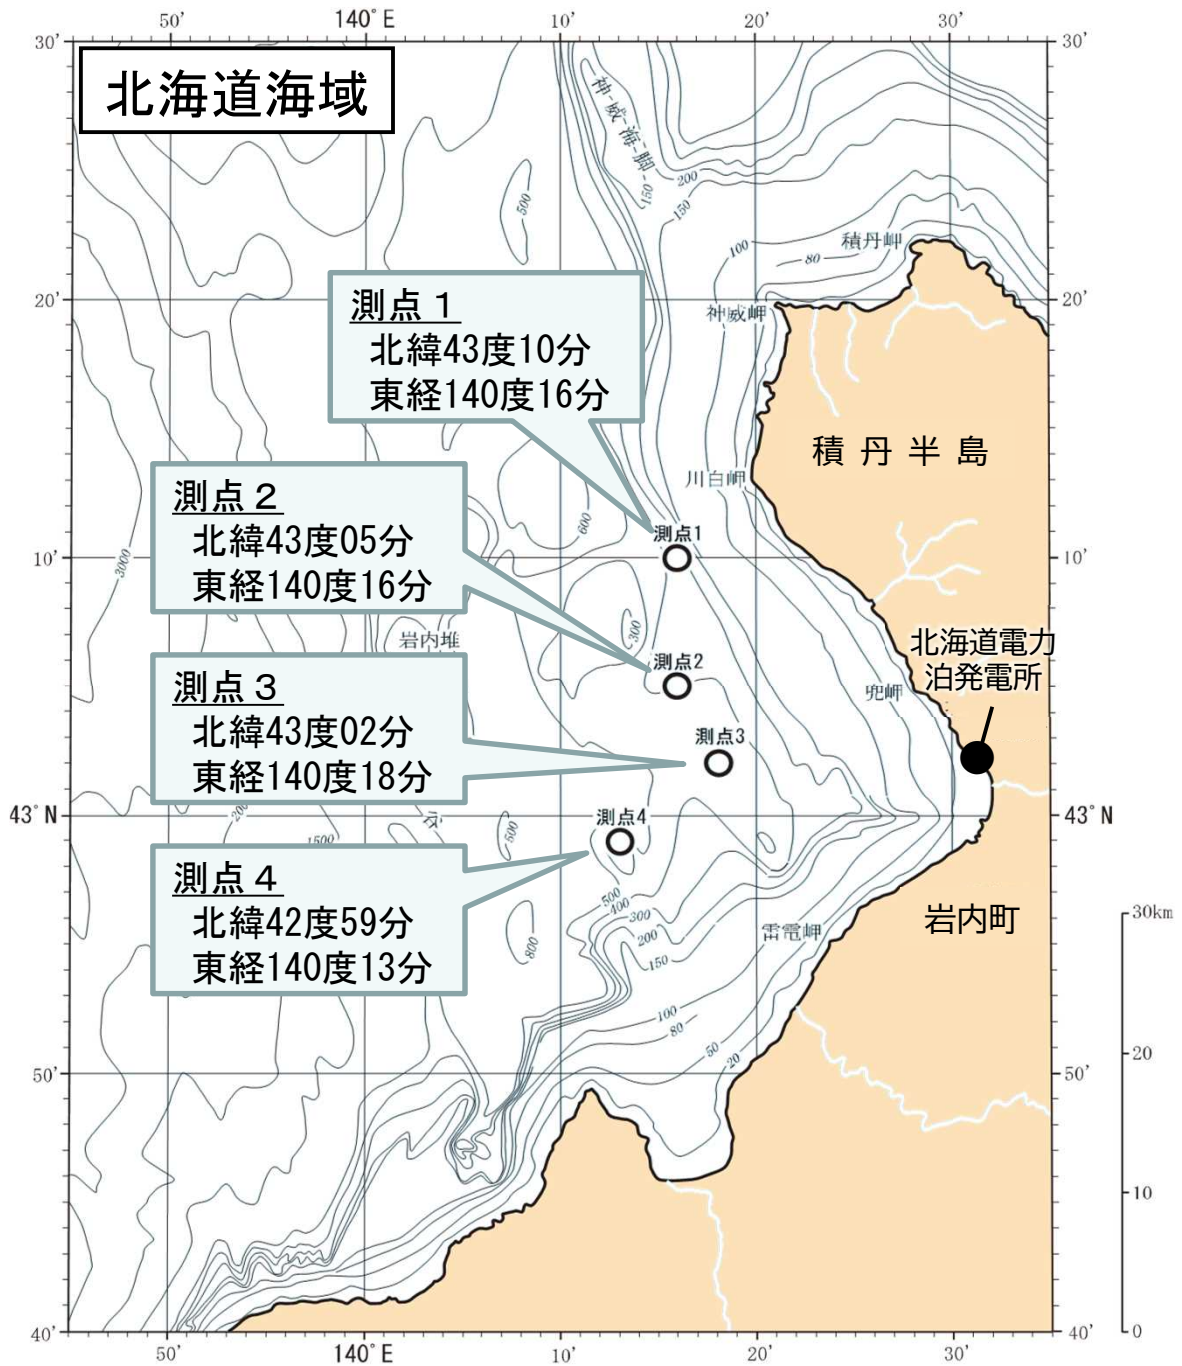 50′
140°E
10′
20′
30′
30′
30′
北海道海域
神威海脚
150
200
150
500
100
80
積丹岬
20′
20′
神威岬
測点１
北緯43度10分
東経140度16分
積丹半島
川白岬
測点２
北緯43度05分
東経140度16分
600
測点1
10′
10′
3000
300
岩内堆
測点2
北海道電力
泊発電所
兜岬
測点３
北緯43度02分
東経140度18分
測点3
43°N
43°N
200
1500
500
測点4
測点４
北緯42度59分
東経140度13分
500
400
300
200
150
800
雷電岬
岩内町
30km
100
80
50
20
20
50′
50′
10
0
40′
40′
50′
140°E
10′
20′
30′